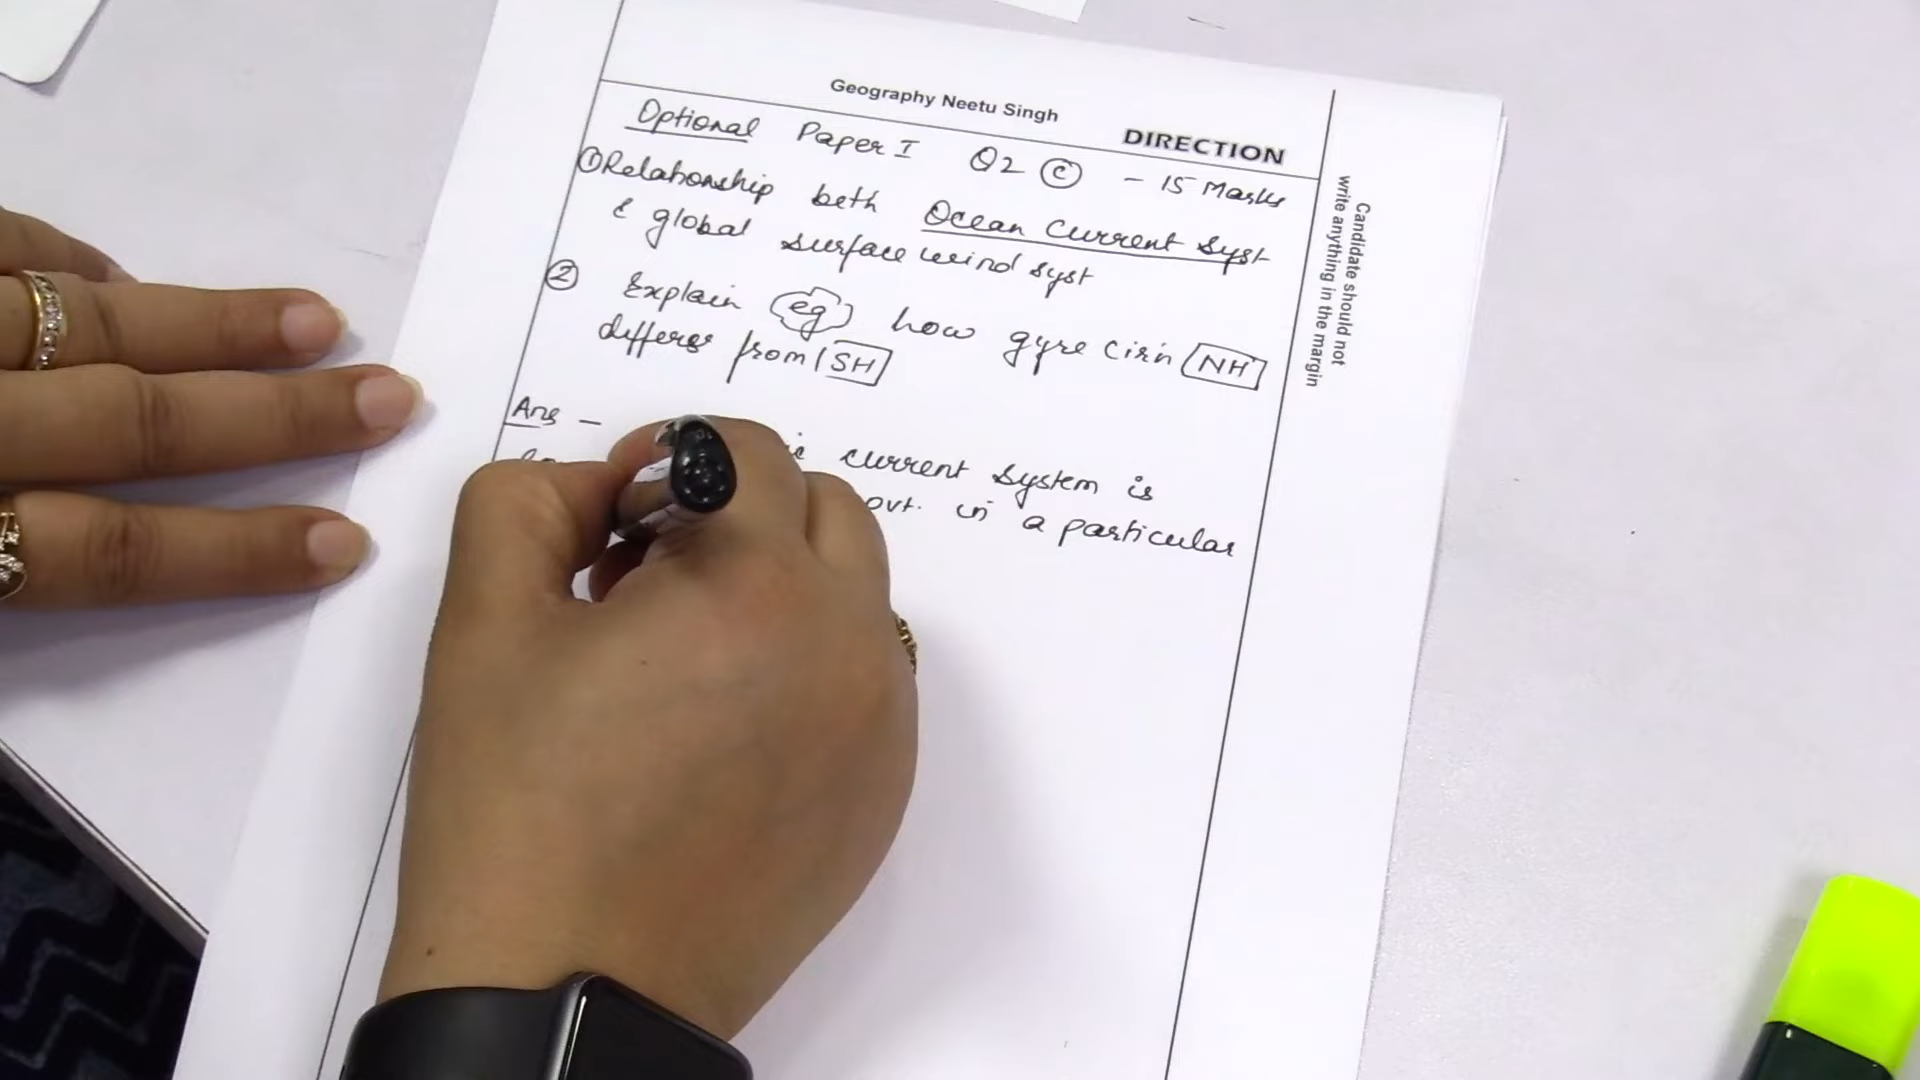 Geography Neetu Singh
DIRECTION
Optional Paper I Q2 (C) - 15 Marks
① Relationship betn Ocean Current Syst
& global surface wind syst
② Explain eg how gyre cirn NH
differs from SH
Ans -
current system is
in a particular
Candidate should not
write anything in the margin